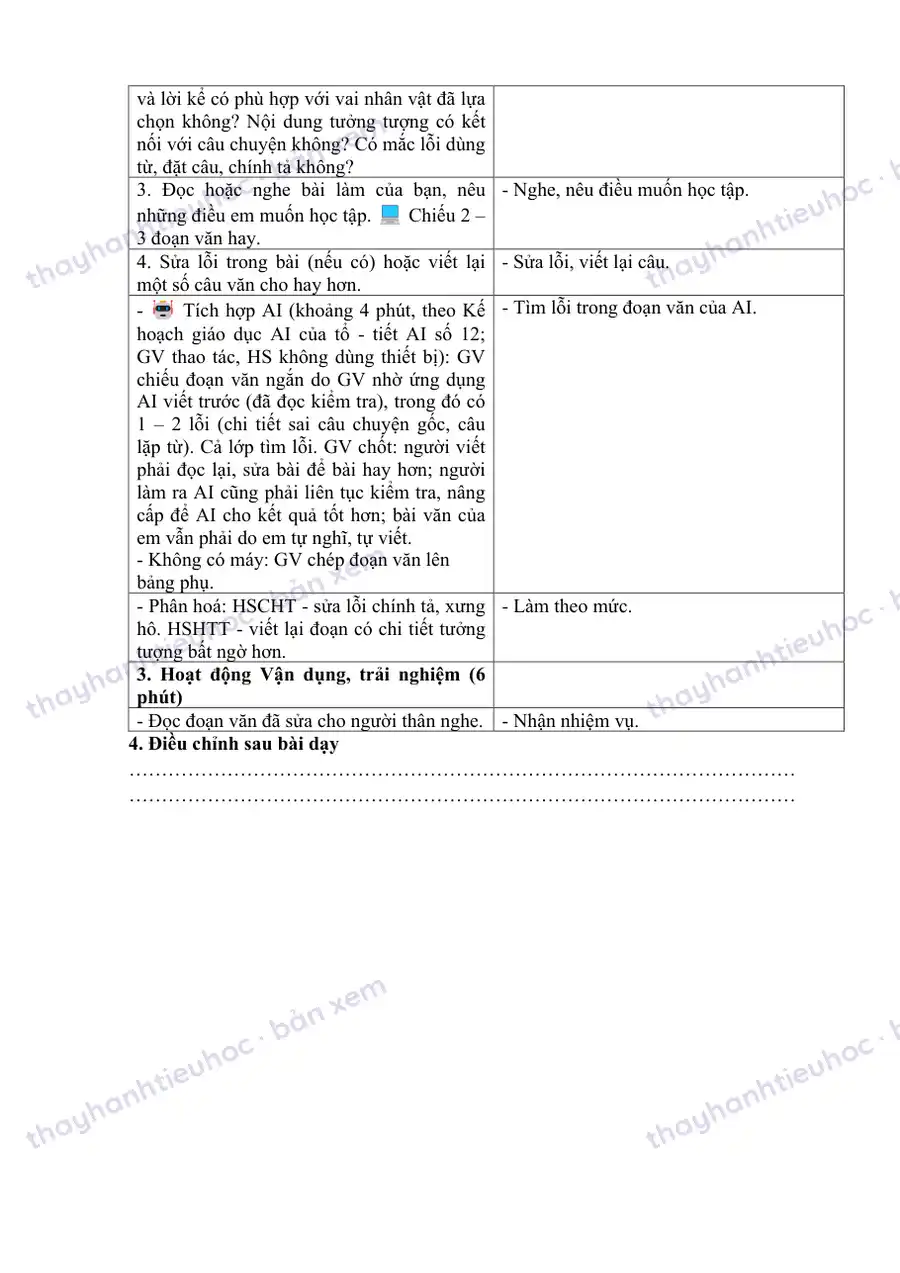 và lời kể có phù hợp với vai nhân vật đã lựa
chọn không? Nội dung tưởng tượng có kết
nối với câu chuyện không? Có mắc lỗi dùng
từ, đặt câu, chính tả không?
3. Đọc hoặc nghe bài làm của bạn, nêu
những điều em muốn học tập. 💻 Chiếu 2 –
3 đoạn văn hay.
- Nghe, nêu điều muốn học tập.
4. Sửa lỗi trong bài (nếu có) hoặc viết lại
một số câu văn cho hay hơn.
- Sửa lỗi, viết lại câu.
- 🤖 Tích hợp AI (khoảng 4 phút, theo Kế
hoạch giáo dục AI của tổ - tiết AI số 12;
GV thao tác, HS không dùng thiết bị): GV
chiếu đoạn văn ngắn do GV nhờ ứng dụng
AI viết trước (đã đọc kiểm tra), trong đó có
1 – 2 lỗi (chi tiết sai câu chuyện gốc, câu
lặp từ). Cả lớp tìm lỗi. GV chốt: người viết
phải đọc lại, sửa bài để bài hay hơn; người
làm ra AI cũng phải liên tục kiểm tra, nâng
cấp để AI cho kết quả tốt hơn; bài văn của
em vẫn phải do em tự nghĩ, tự viết.
- Không có máy: GV chép đoạn văn lên
bảng phụ.
- Tìm lỗi trong đoạn văn của AI.
- Phân hoá: HSCHT - sửa lỗi chính tả, xưng
hô. HSHTT - viết lại đoạn có chi tiết tưởng
tượng bất ngờ hơn.
- Làm theo mức.
3. Hoạt động Vận dụng, trải nghiệm (6
phút)
- Đọc đoạn văn đã sửa cho người thân nghe.
- Nhận nhiệm vụ.
4. Điều chỉnh sau bài dạy
…………………………………………………………………………………………
…………………………………………………………………………………………
thayhanhtieuhoc · bản xem
thayhanhtieuhoc · b
thayhanhtieuhoc · bản xem
thayhanhtieuhoc · b
thayhanhtieuhoc · bản xem
thayhanhtieuhoc · b